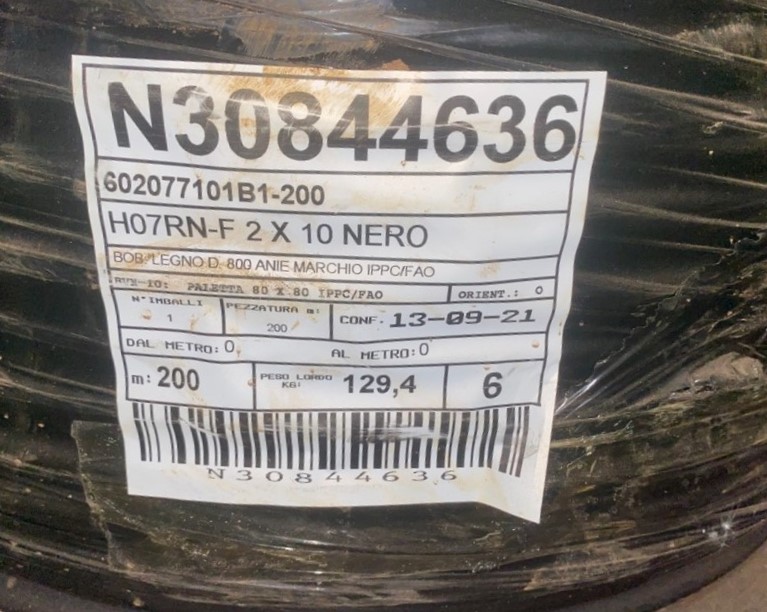 N30844636
602077101B1-200
H07RN-F 2 X 10 NERO
BOB. LEGNO D. 800 ANIE MARCHIO IPPC/FAO
PALETTA 80 X 80 IPPC/FAO ORIENT.: 0
N°IMBALLI 1 PEZZATURA m: 200 CONF. 13-09-21
DAL METRO: 0 AL METRO: 0
m: 200 PESO LORDO KG: 129,4 6
N30844636